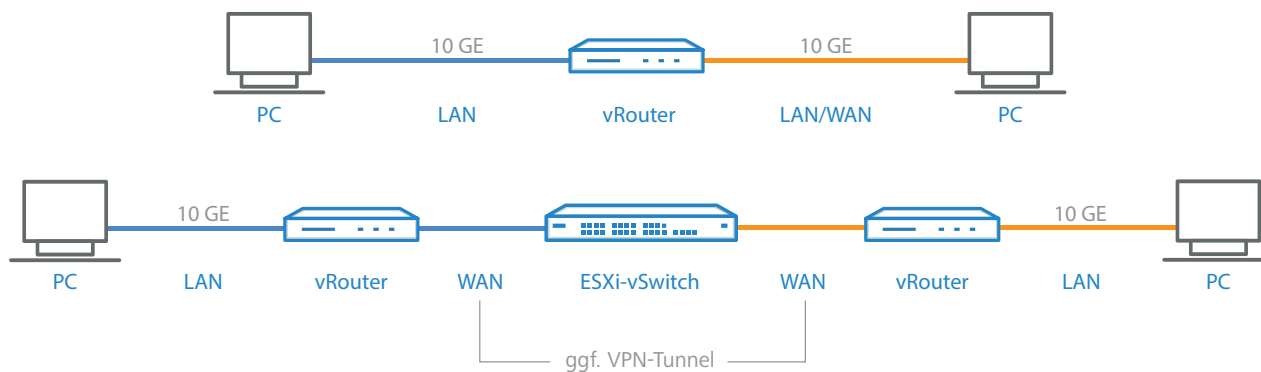 10 GE 10 GE
PC LAN vRouter LAN/WAN PC
10 GE 10 GE
PC LAN vRouter WAN ESXi-vSwitch WAN vRouter LAN PC
ggf. VPN-Tunnel